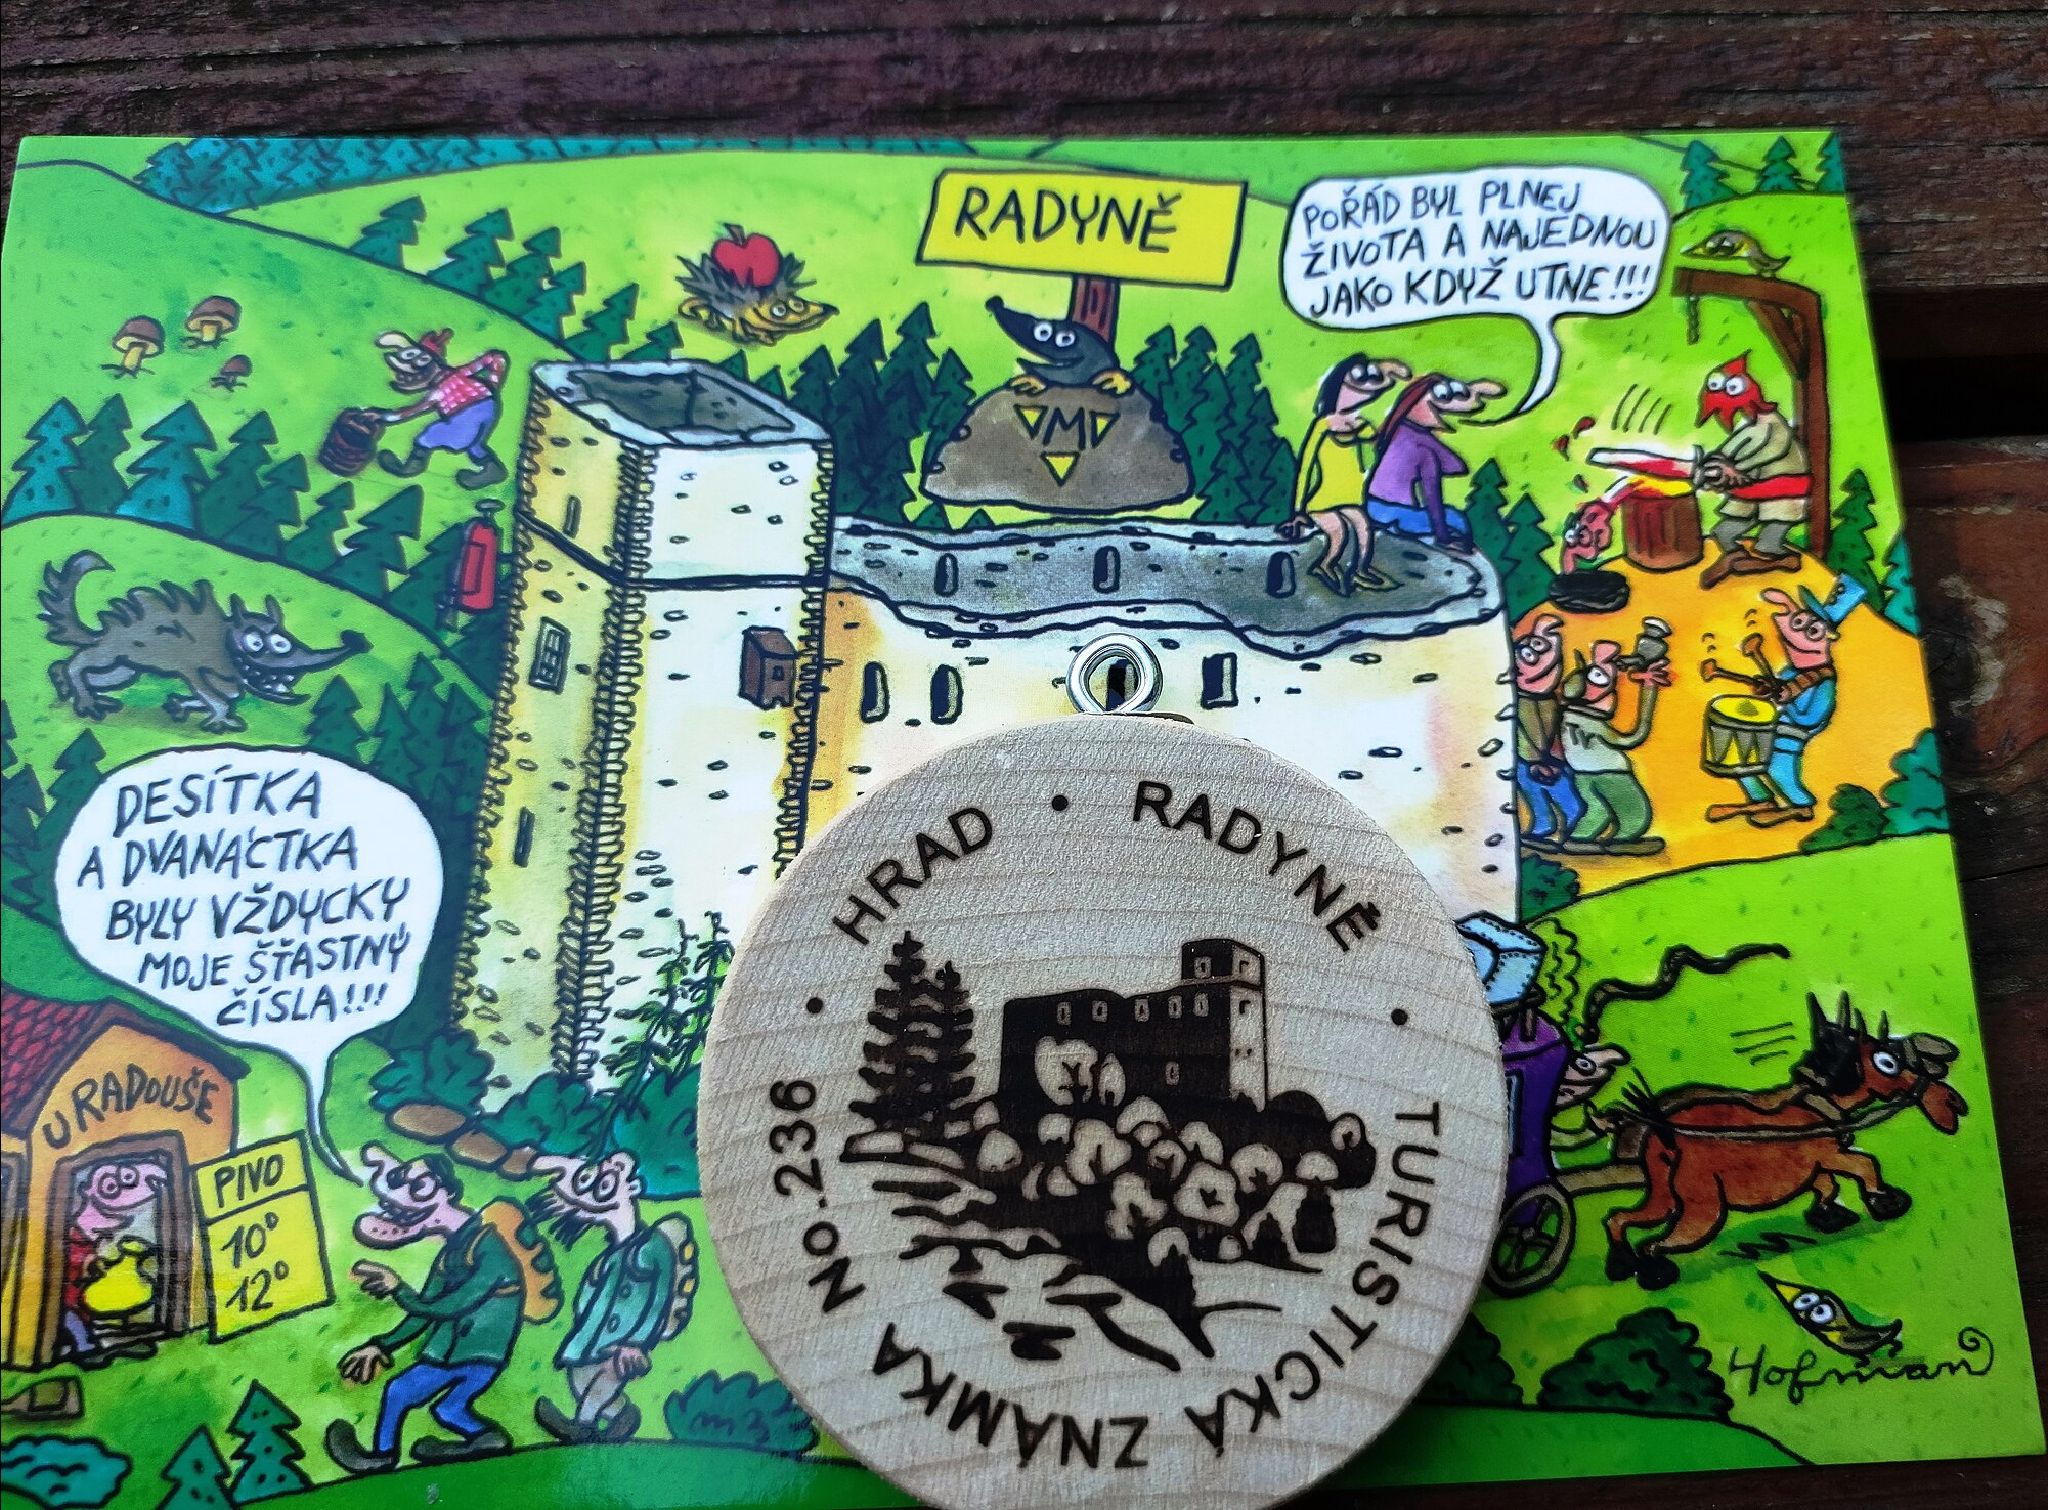 RADYNĚ
POŘÁD BYL PLNEJ
ŽIVOTA A NAJEDNOU
JAKO KDYŽ UTNE!!!
M
DESÍTKA
A DVANÁCTKA
BYLY VŽDYCKY
MOJE ŠŤASTNÝ
ČÍSLA!!!
U RADOUŠE
PIVO
10°
12°
HRAD • RADYNĚ
• TURISTICKÁ ZNÁMKA No.236 •
Hofman